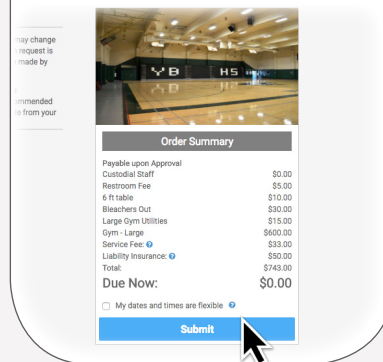 may change
request is
made by
ommended
e from your
YB HS
Order Summary
Payable upon Approval
Custodial Staff $0.00
Restroom Fee $5.00
6 ft table $10.00
Bleachers Out $30.00
Large Gym Utilities $15.00
Gym - Large $600.00
Service Fee: ? $33.00
Liability Insurance: ? $50.00
Total: $743.00
Due Now: $0.00
My dates and times are flexible ?
Submit